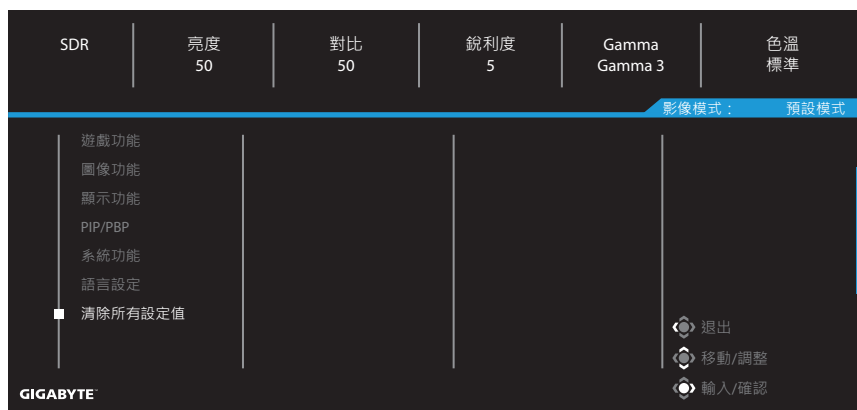 SDR 亮度 對比 銳利度 Gamma 色溫
50 50 5 Gamma 3 標準
影像模式： 預設模式
遊戲功能
圖像功能
顯示功能
PIP/PBP
系統功能
語言設定
清除所有設定值
退出
移動/調整
輸入/確認
GIGABYTE™